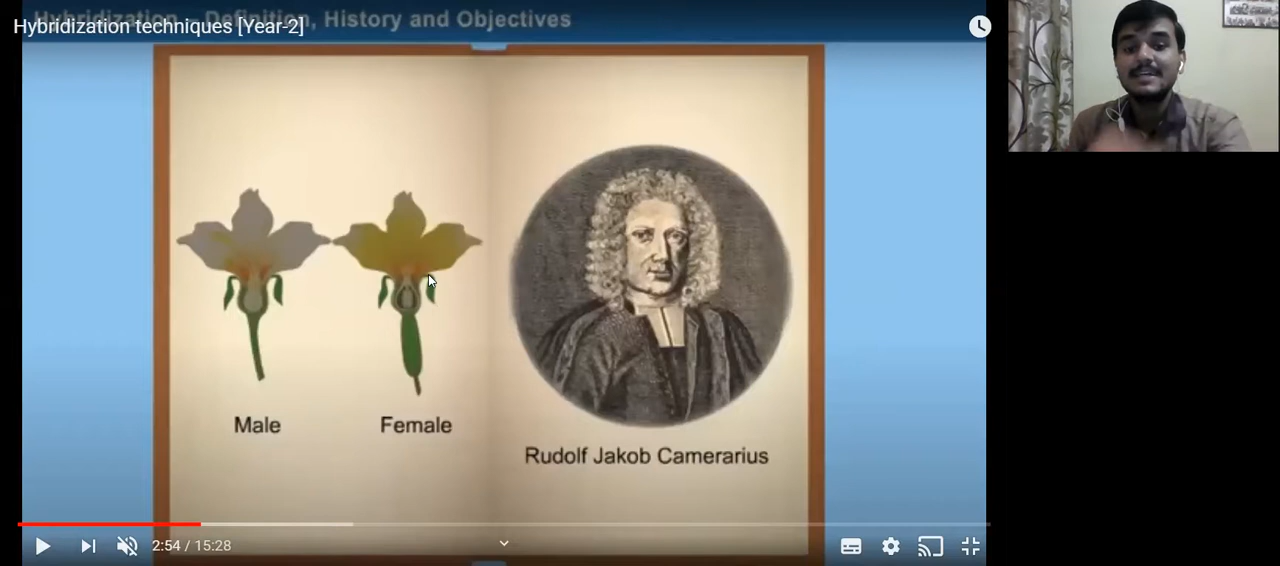 Hybridization – Definition, History and Objectives
Hybridization techniques [Year-2]
Male
Female
Rudolf Jakob Camerarius
2:54 / 15:28